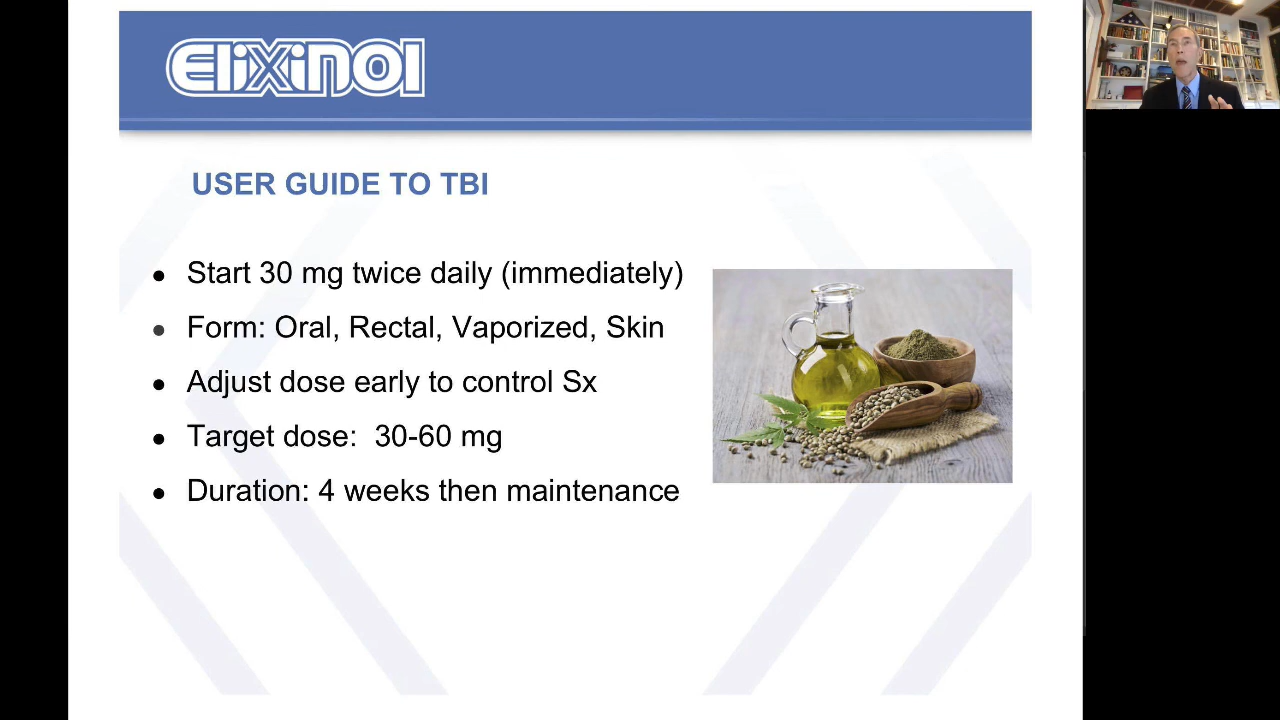 Elixinol
USER GUIDE TO TBI
● Start 30 mg twice daily (immediately)
● Form: Oral, Rectal, Vaporized, Skin
● Adjust dose early to control Sx
● Target dose: 30-60 mg
● Duration: 4 weeks then maintenance